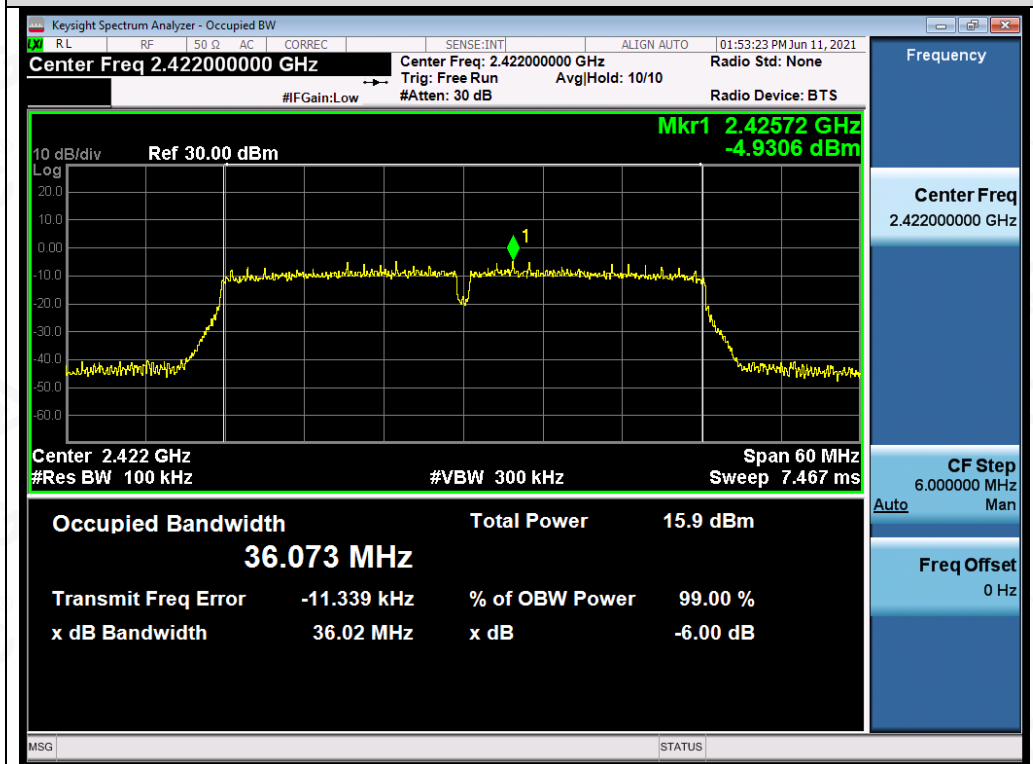 Keysight Spectrum Analyzer - Occupied BW
LXI RL RF 50 Ω AC CORREC SENSE:INT ALIGN AUTO 01:53:23 PM Jun 11, 2021
Center Freq 2.422000000 GHz
Center Freq: 2.422000000 GHz
Radio Std: None
Trig: Free Run Avg|Hold: 10/10
#IFGain:Low #Atten: 30 dB
Radio Device: BTS
Frequency
Mkr1 2.42572 GHz
-4.9306 dBm
10 dB/div Ref 30.00 dBm
Log
20.0
10.0
0.00
-10.0
-20.0
-30.0
-40.0
-50.0
-60.0
1
Center 2.422 GHz Span 60 MHz
#Res BW 100 kHz #VBW 300 kHz Sweep 7.467 ms
Center Freq
2.422000000 GHz
CF Step
6.000000 MHz
Auto Man
Freq Offset
0 Hz
Occupied Bandwidth Total Power 15.9 dBm
36.073 MHz
Transmit Freq Error -11.339 kHz % of OBW Power 99.00 %
x dB Bandwidth 36.02 MHz x dB -6.00 dB
MSG STATUS